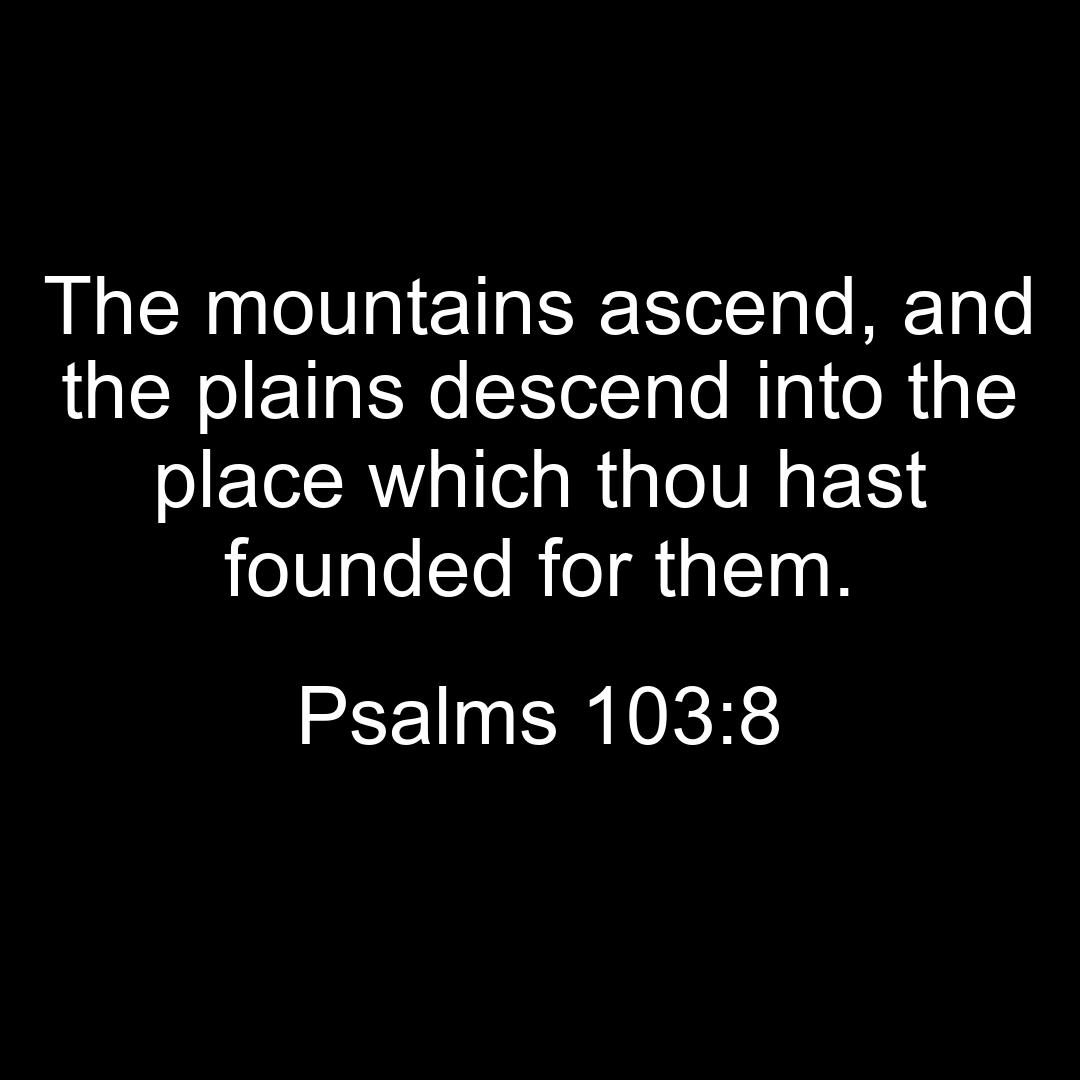 The mountains ascend, and
the plains descend into the
place which thou hast
founded for them.
Psalms 103:8